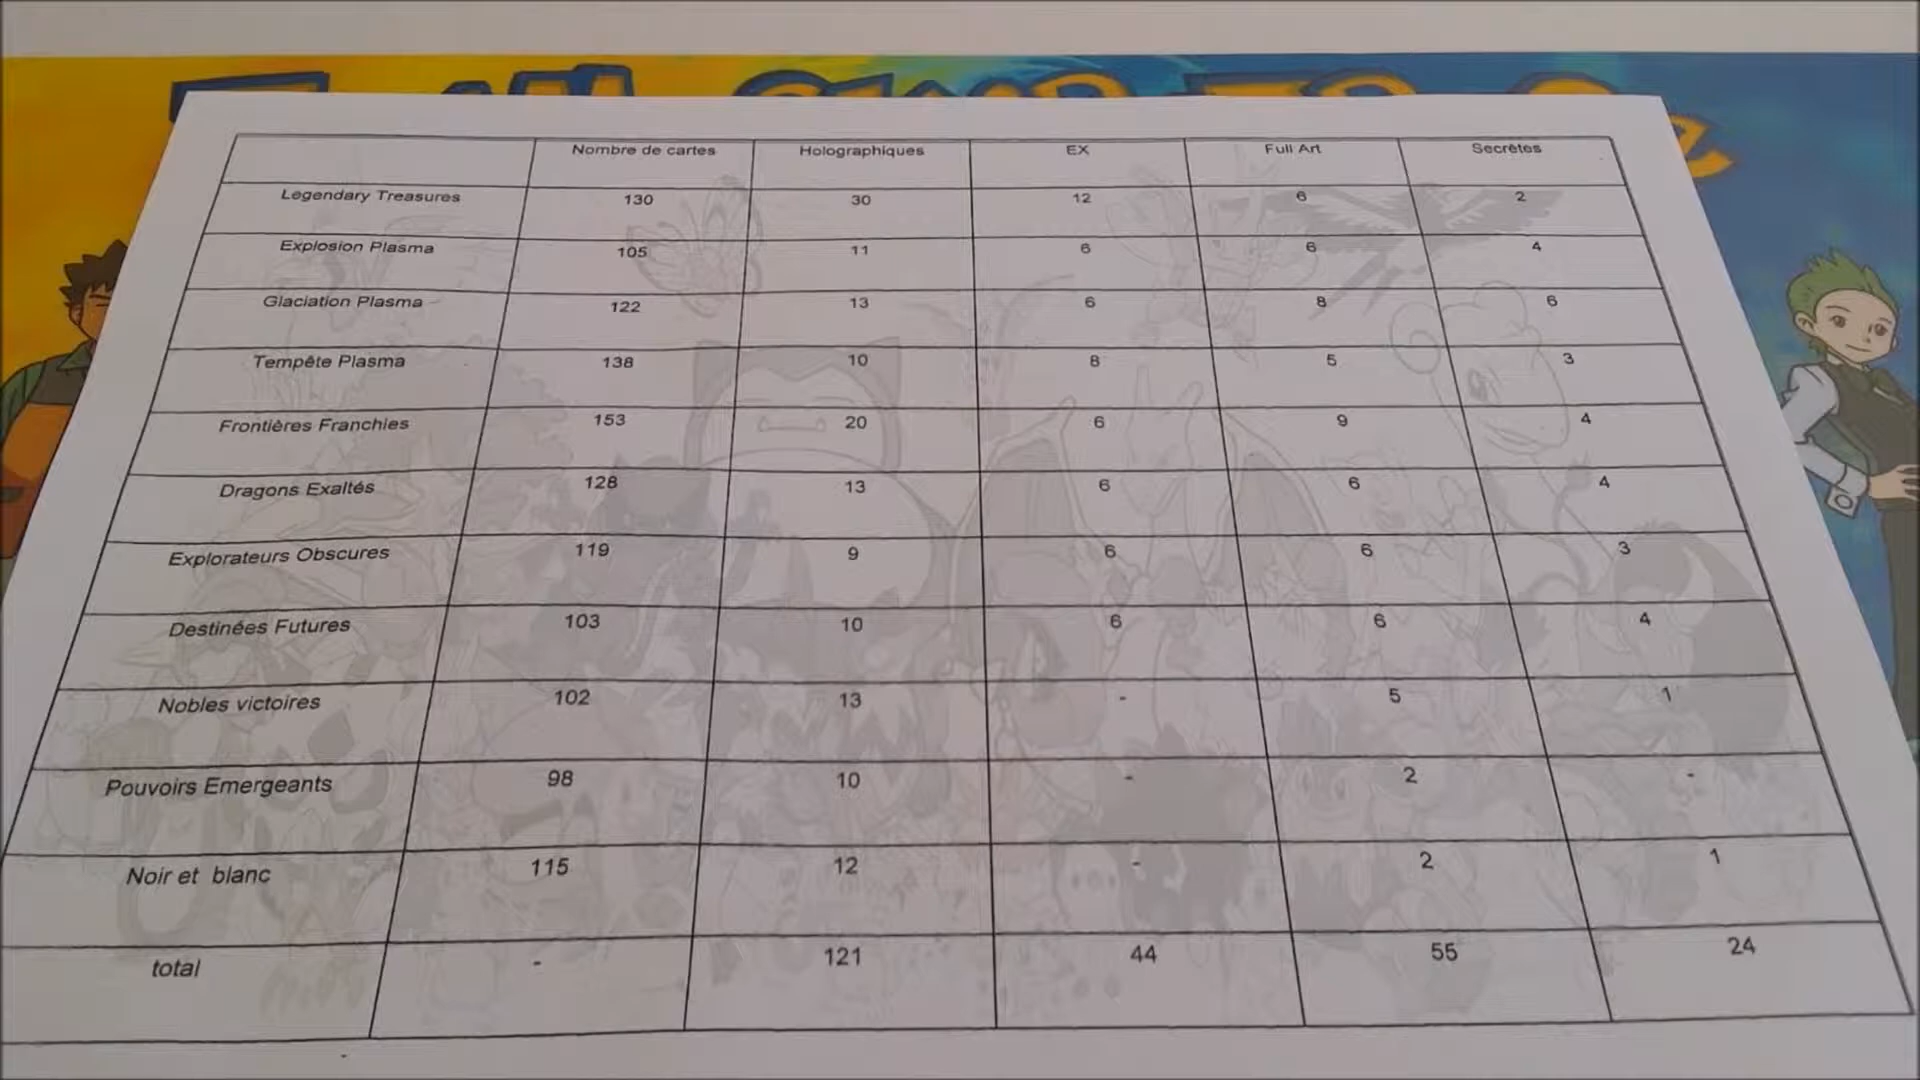 Nombre de cartes Holographiques EX Full Art Secrètes
Legendary Treasures 130 30 12 6 2
Explosion Plasma 105 11 6 6 4
Glaciation Plasma 122 13 6 8 6
Tempête Plasma 138 10 8 5 3
Frontières Franchies 153 20 6 9 4
Dragons Exaltés 128 13 6 6 4
Explorateurs Obscures 119 9 6 6 3
Destinées Futures 103 10 6 6 4
Nobles victoires 102 13 - 5 1
Pouvoirs Emergeants 98 10 - 2 -
Noir et blanc 115 12 - 2 1
total - 121 44 55 24